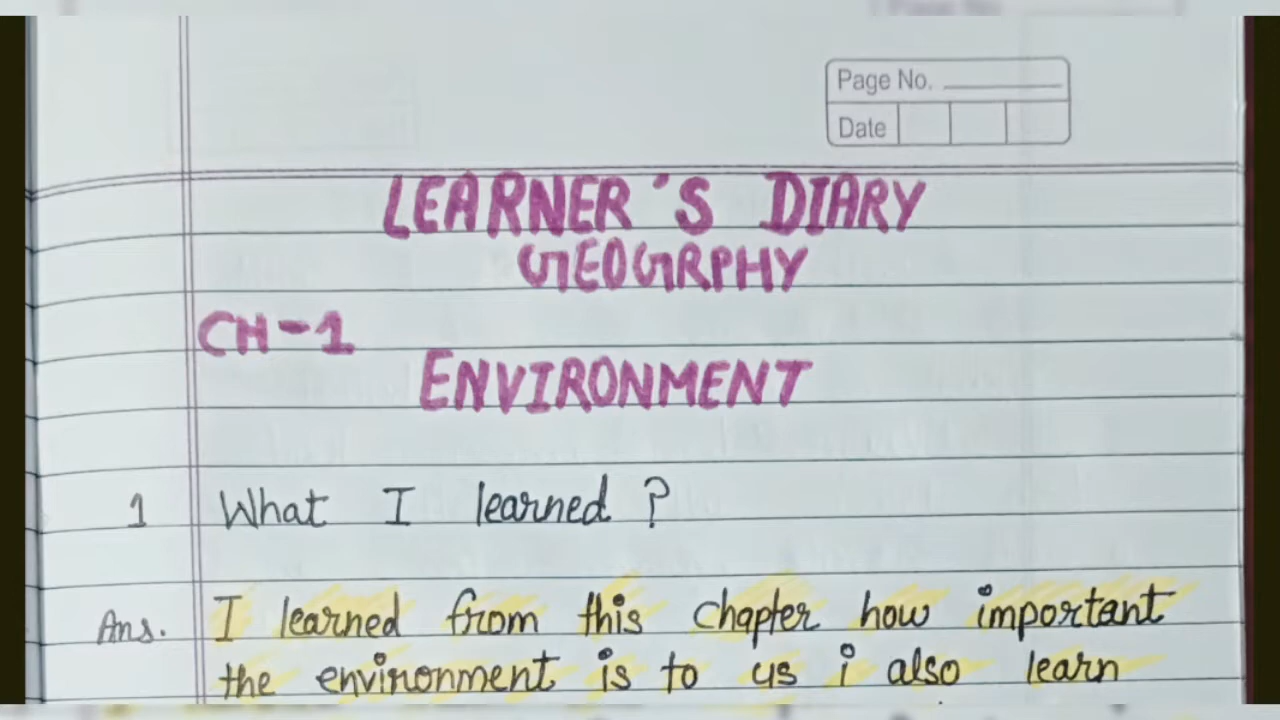 Page No.
Date
LEARNER'S DIARY
GEOGRPHY
CH-1
ENVIRONMENT
1 What I learned ?
Ans. I learned from this chapter how important
the environment is to us i also learn